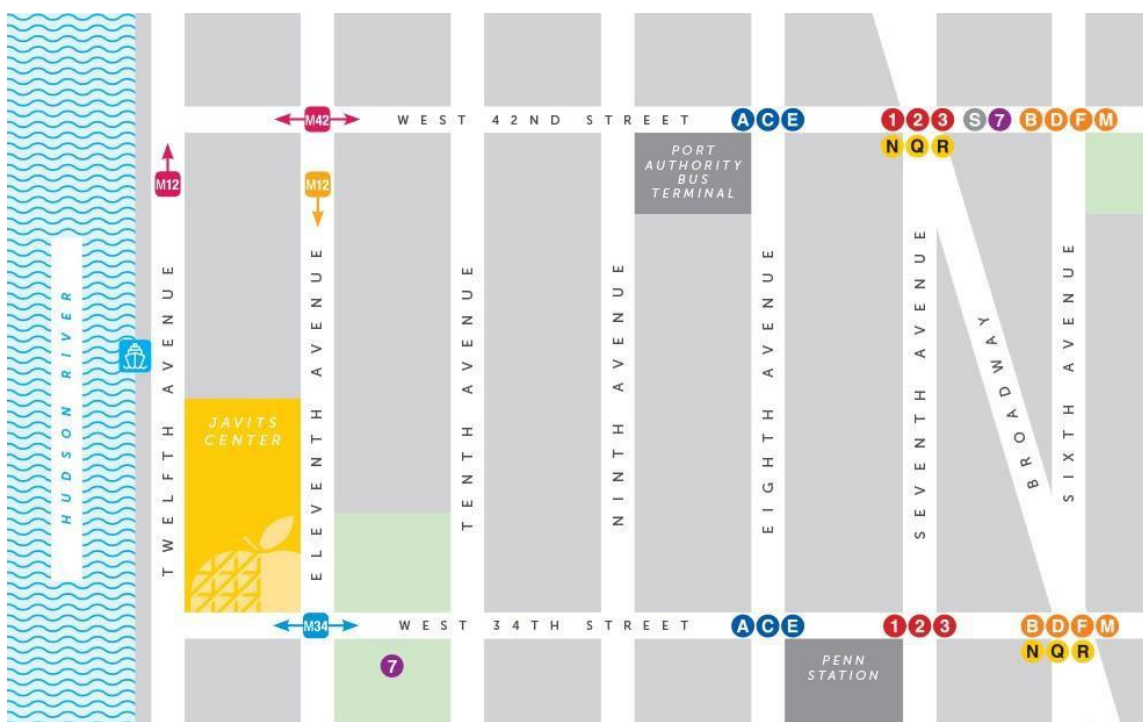 M42
WEST 42ND STREET
A C E
1 2 3
S 7
B D F M
N Q R
M12
M12
PORT
AUTHORITY
BUS
TERMINAL
HUDSON RIVER
TWELFTH AVENUE
ELEVENTH AVENUE
TENTH AVENUE
NINTH AVENUE
EIGHTH AVENUE
SEVENTH AVENUE
BROADWAY
SIXTH AVENUE
JAVITS
CENTER
M34
WEST 34TH STREET
A C E
1 2 3
B D F M
N Q R
7
PENN
STATION